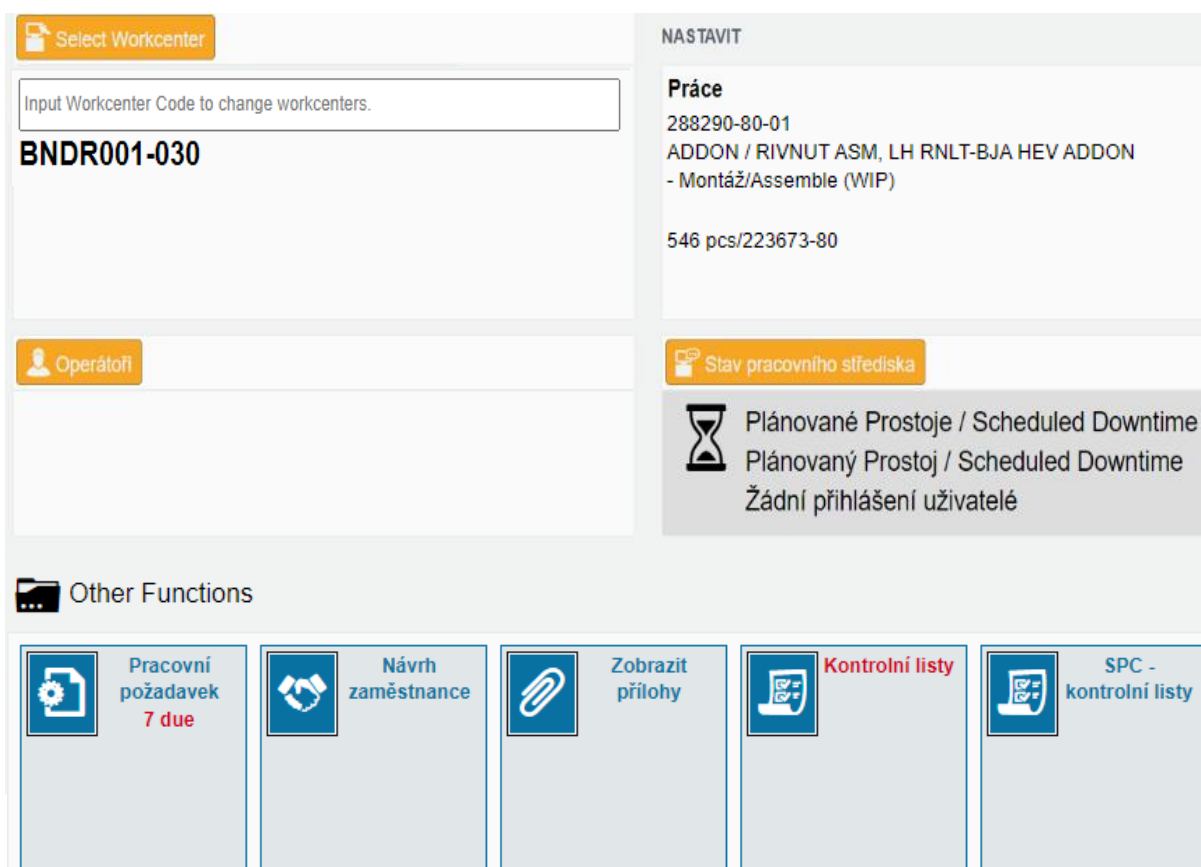 Select Workcenter
Input Workcenter Code to change workcenters.
BNDR001-030
NASTAVIT
Práce
288290-80-01
ADDON / RIVNUT ASM, LH RNLT-BJA HEV ADDON
- Montáž/Assemble (WIP)
546 pcs/223673-80
Operátoři
Stav pracovního střediska
Plánované Prostoje / Scheduled Downtime
Plánovaný Prostoj / Scheduled Downtime
Žádní přihlášení uživatelé
Other Functions
Pracovní
požadavek
7 due
Návrh
zaměstnance
Zobrazit
přílohy
Kontrolní listy
SPC -
kontrolní listy